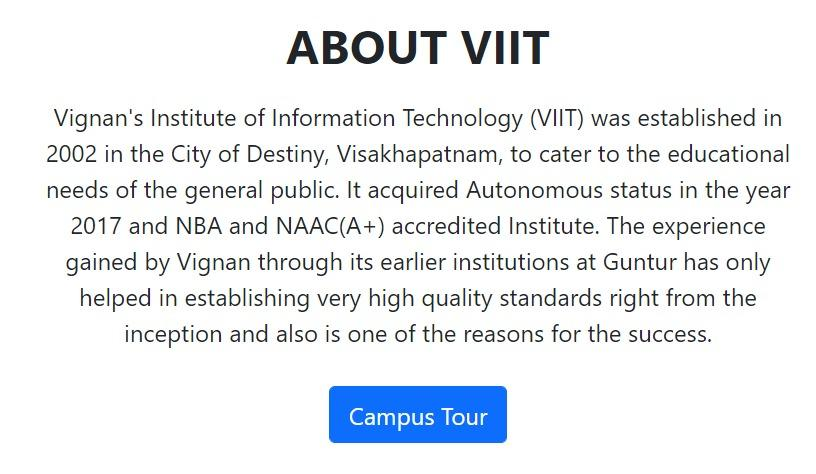 ABOUT VIIT
Vignan's Institute of Information Technology (VIIT) was established in
2002 in the City of Destiny, Visakhapatnam, to cater to the educational
needs of the general public. It acquired Autonomous status in the year
2017 and NBA and NAAC(A+) accredited Institute. The experience
gained by Vignan through its earlier institutions at Guntur has only
helped in establishing very high quality standards right from the
inception and also is one of the reasons for the success.
Campus Tour